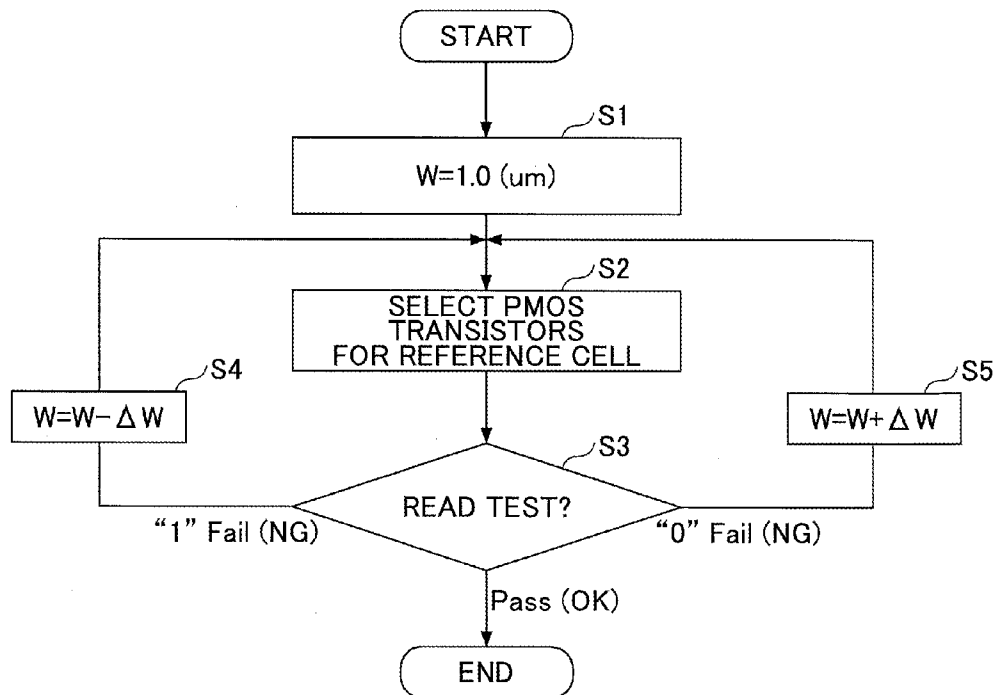 START
S1
W=1.0 (um)
S2
SELECT PMOS
TRANSISTORS
FOR REFERENCE CELL
S4
W=W-ΔW
S5
W=W+ΔW
S3
READ TEST?
“1” Fail (NG)
“0” Fail (NG)
Pass (OK)
END